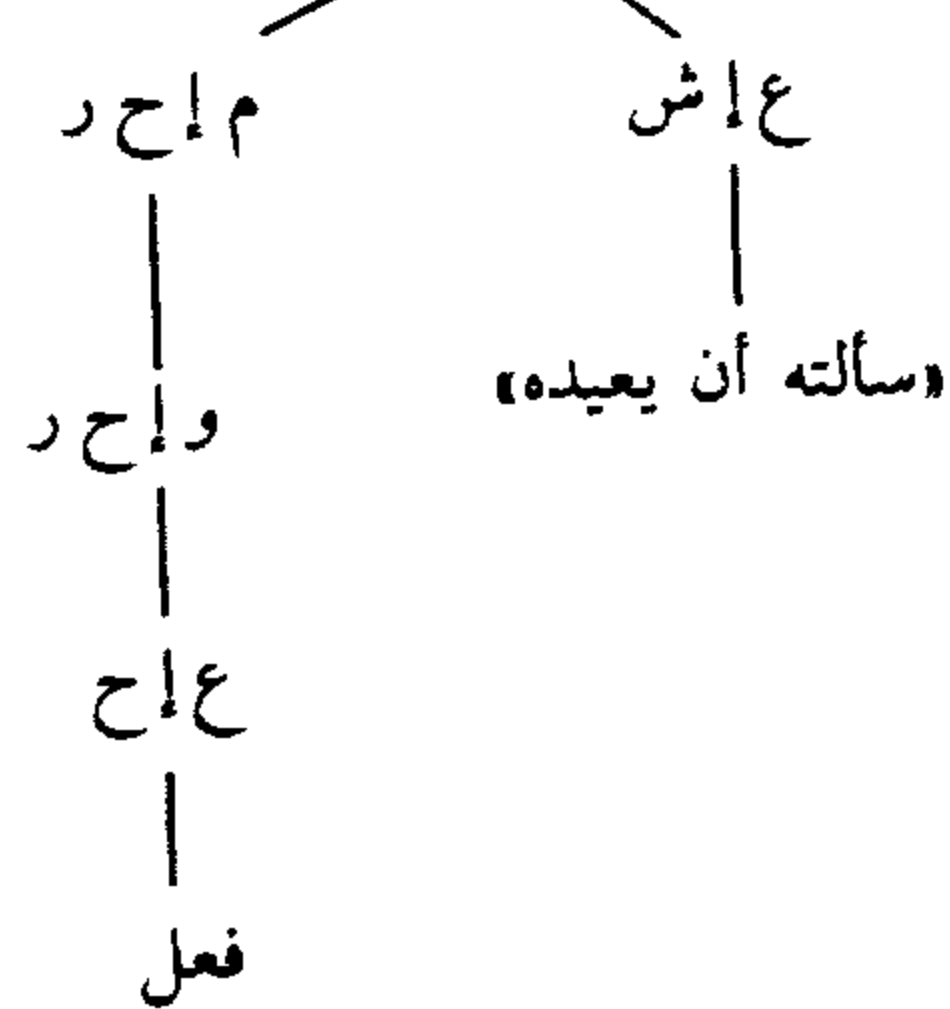 ع إ ش
م إ ح ر
«سألته أن يعيده»
و إ ح ر
ع إ ح
فعل